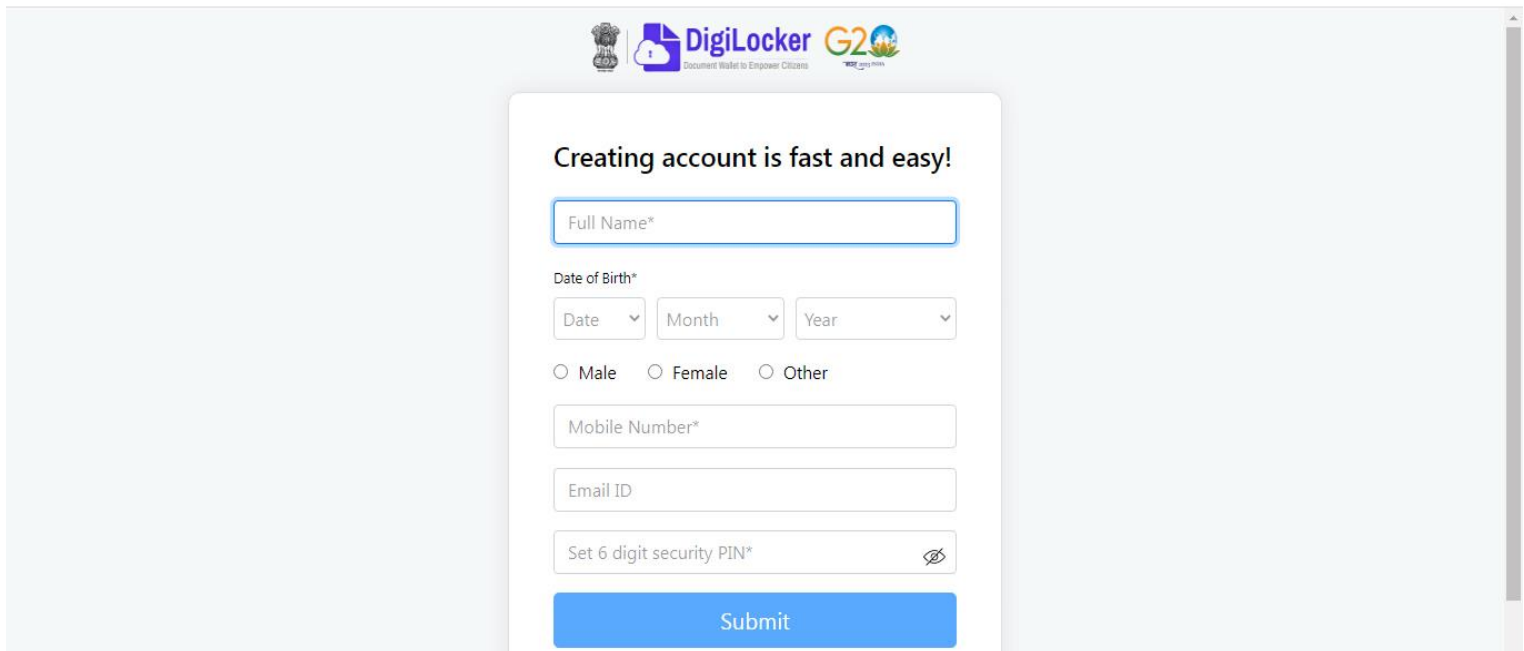 DigiLocker
Document Wallet to Empower Citizens
G20
Creating account is fast and easy!
Full Name*
Date of Birth*
Date Month Year
Male Female Other
Mobile Number*
Email ID
Set 6 digit security PIN*
Submit